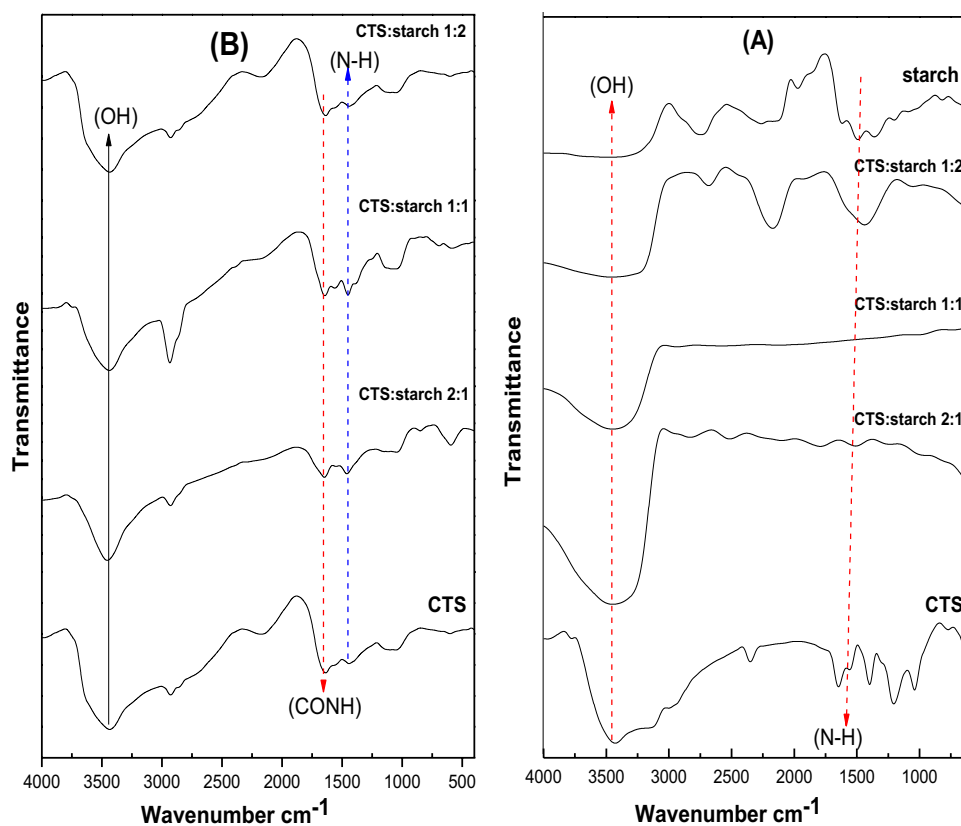 (B)
CTS:starch 1:2
(N-H)
(OH)
CTS:starch 1:1
CTS:starch 2:1
CTS
(CONH)
Transmittance
4000 3500 3000 2500 2000 1500 1000 500
Wavenumber cm-1
(A)
starch
(OH)
CTS:starch 1:2
CTS:starch 1:1
CTS:starch 2:1
CTS
(N-H)
Transmittance
4000 3500 3000 2500 2000 1500 1000
Wavenumber cm-1